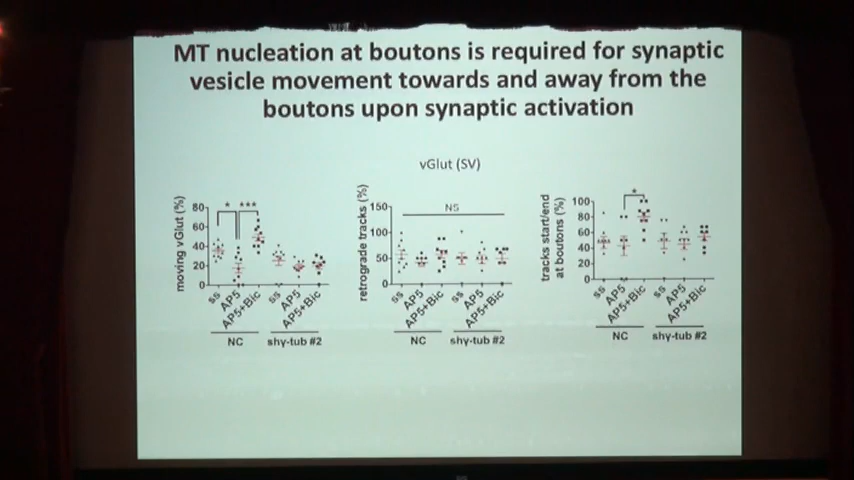 MT nucleation at boutons is required for synaptic
vesicle movement towards and away from the
boutons upon synaptic activation
vGlut (SV)
moving vGlut (%)
80
60
40
20
0
* ***
ss
AP5
AP5+Bic
ss
AP5
AP5+Bic
NC
shy-tub #2
retrograde tracks (%)
150
100
50
0
NS
ss
AP5
AP5+Bic
ss
AP5
AP5+Bic
NC
shy-tub #2
tracks start/end
at boutons (%)
100
80
60
40
20
0
*
ss
AP5
AP5+Bic
ss
AP5
AP5+Bic
NC
shy-tub #2